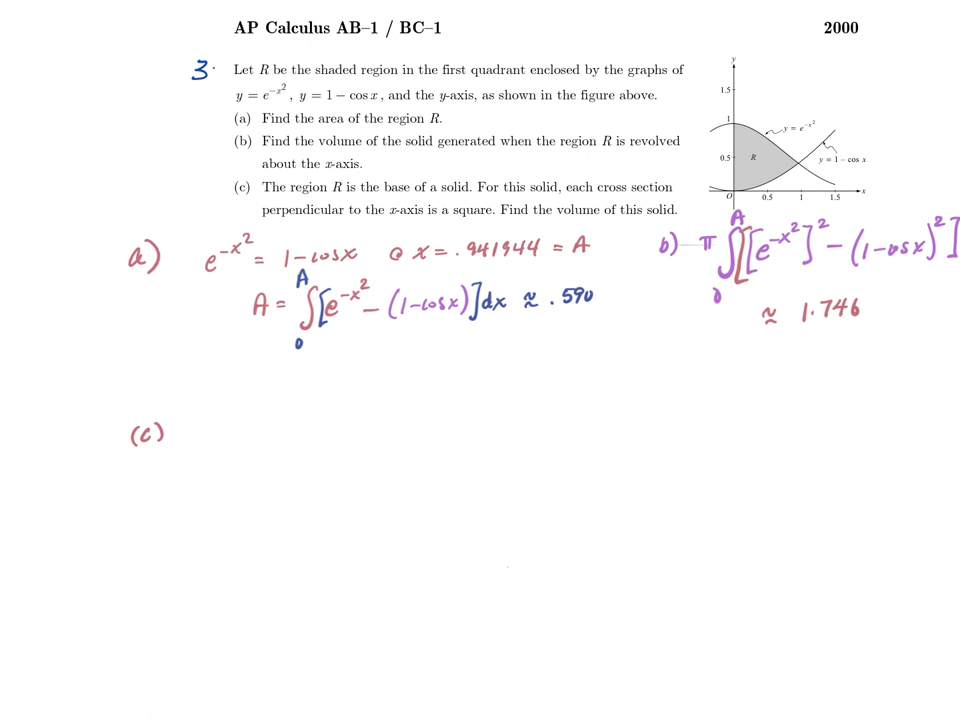 AP Calculus AB–1 / BC–1 2000
3. Let R be the shaded region in the first quadrant enclosed by the graphs of
y = e^{-x^2}, y = 1 − cos x, and the y-axis, as shown in the figure above.
(a) Find the area of the region R.
(b) Find the volume of the solid generated when the region R is revolved
about the x-axis.
(c) The region R is the base of a solid. For this solid, each cross section
perpendicular to the x-axis is a square. Find the volume of this solid.
y
1.5
1
y = e^{-x^2}
0.5
R
y = 1 − cos x
O 0.5 1 1.5 x
a) e^{-x^2} = 1-cosx @ x = .941944 = A
A = ∫_0^A [e^{-x^2} - (1-cosx)] dx ≈ .590
b) π ∫_0^A [[e^{-x^2}]^2 - (1-cosx)^2]
≈ 1.746
(c)